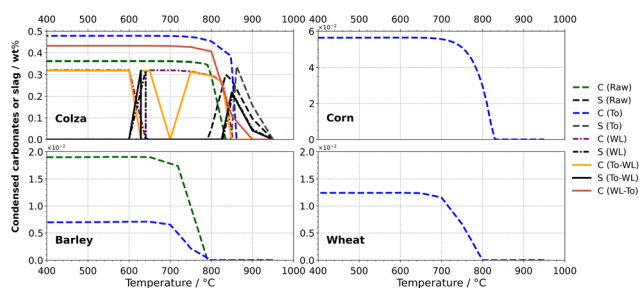 Condensed carbonates or slag / wt%
0.5
0.4
0.3
0.2
0.1
0.0
Colza
400 500 600 700 800 900 1000
×10⁻²
6
4
2
0
Corn
400 500 600 700 800 900 1000
C (Raw)
S (Raw)
C (To)
S (To)
C (WL)
S (WL)
C (To-WL)
S (To-WL)
C (WL-To)
×10⁻²
2.0
1.5
1.0
0.5
0.0
Barley
400 500 600 700 800 900 1000
Temperature / °C
×10⁻²
2.0
1.5
1.0
0.5
0.0
Wheat
400 500 600 700 800 900 1000
Temperature / °C